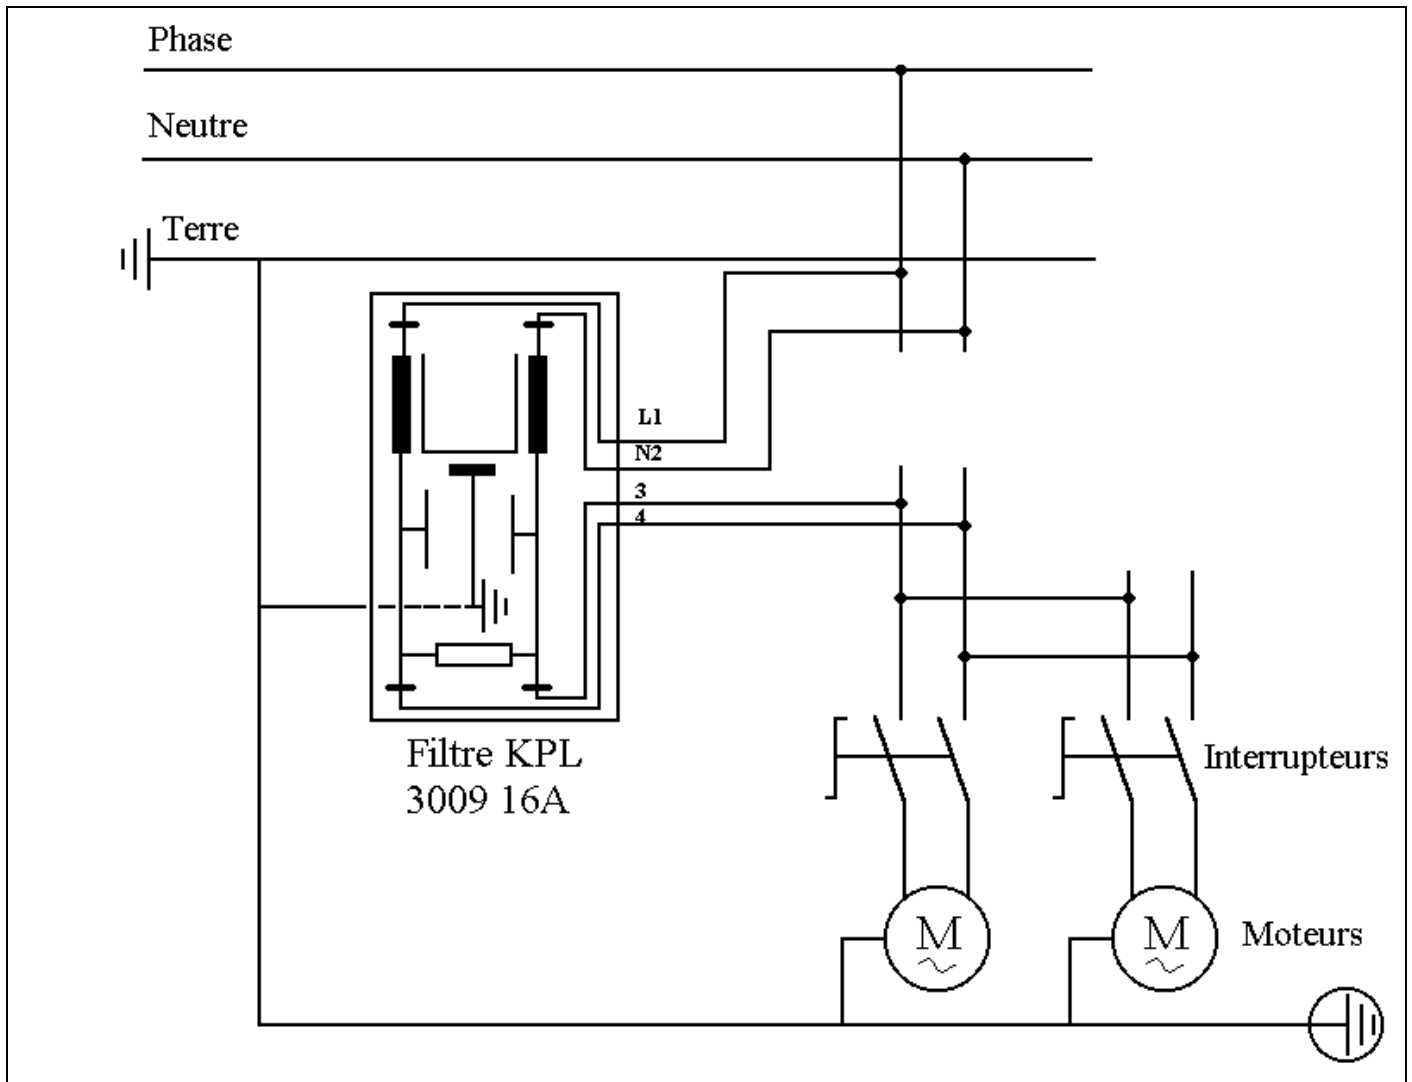 Phase
Neutre
Terre
L1
N2
3
4
Filtre KPL
3009 16A
Interrupteurs
M
M
Moteurs